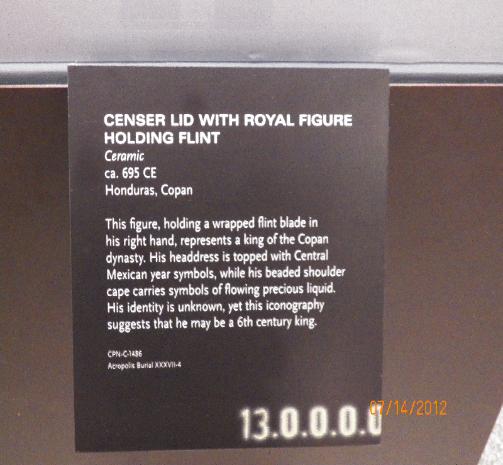 CENSER LID WITH ROYAL FIGURE
HOLDING FLINT
Ceramic
ca. 695 CE
Honduras, Copan
This figure, holding a wrapped flint blade in
his right hand, represents a king of the Copan
dynasty. His headdress is topped with Central
Mexican year symbols, while his beaded shoulder
cape carries symbols of flowing precious liquid.
His identity is unknown, yet this iconography
suggests that he may be a 6th century king.
CPN-C-1486
Acropolis Burial XXXVII-4
13.0.0.0.0
07/14/2012